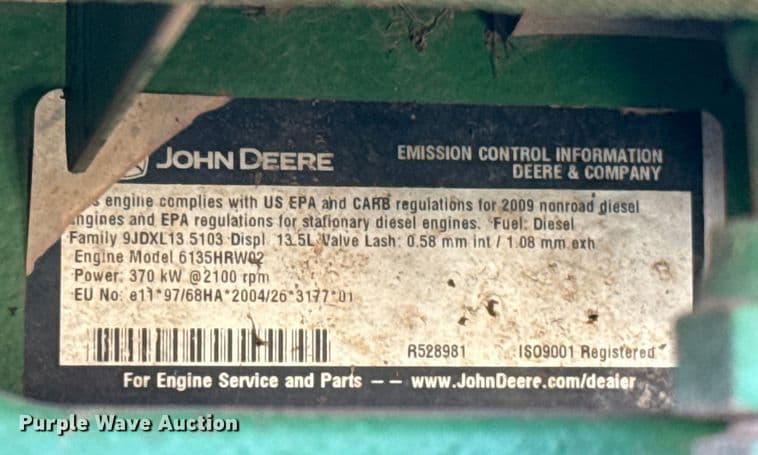 JOHN DEERE
EMISSION CONTROL INFORMATION
DEERE & COMPANY
engine complies with US EPA and CARB regulations for 2009 nonroad diesel
engines and EPA regulations for stationary diesel engines. Fuel: Diesel
Family 9JDXL13.5103 Displ. 13.5L Valve Lash: 0.58 mm int / 1.08 mm exh
Engine Model 6135HRW02
Power: 370 kW @2100 rpm
EU No: e11*97/68HA*2004/26*3177*01
R528981 ISO9001 Registered
For Engine Service and Parts -- www.JohnDeere.com/dealer
Purple Wave Auction